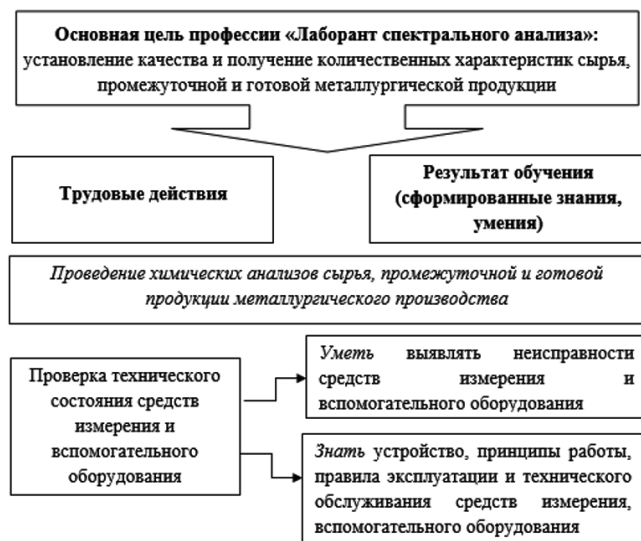 Основная цель профессии «Лаборант спектрального анализа»:
установление качества и получение количественных характеристик сырья,
промежуточной и готовой металлургической продукции
Трудовые действия
Результат обучения
(сформированные знания,
умения)
Проведение химических анализов сырья, промежуточной и готовой
продукции металлургического производства
Проверка технического
состояния средств
измерения и
вспомогательного
оборудования
Уметь выявлять неисправности
средств измерения и
вспомогательного оборудования
Знать устройство, принципы работы,
правила эксплуатации и технического
обслуживания средств измерения,
вспомогательного оборудования